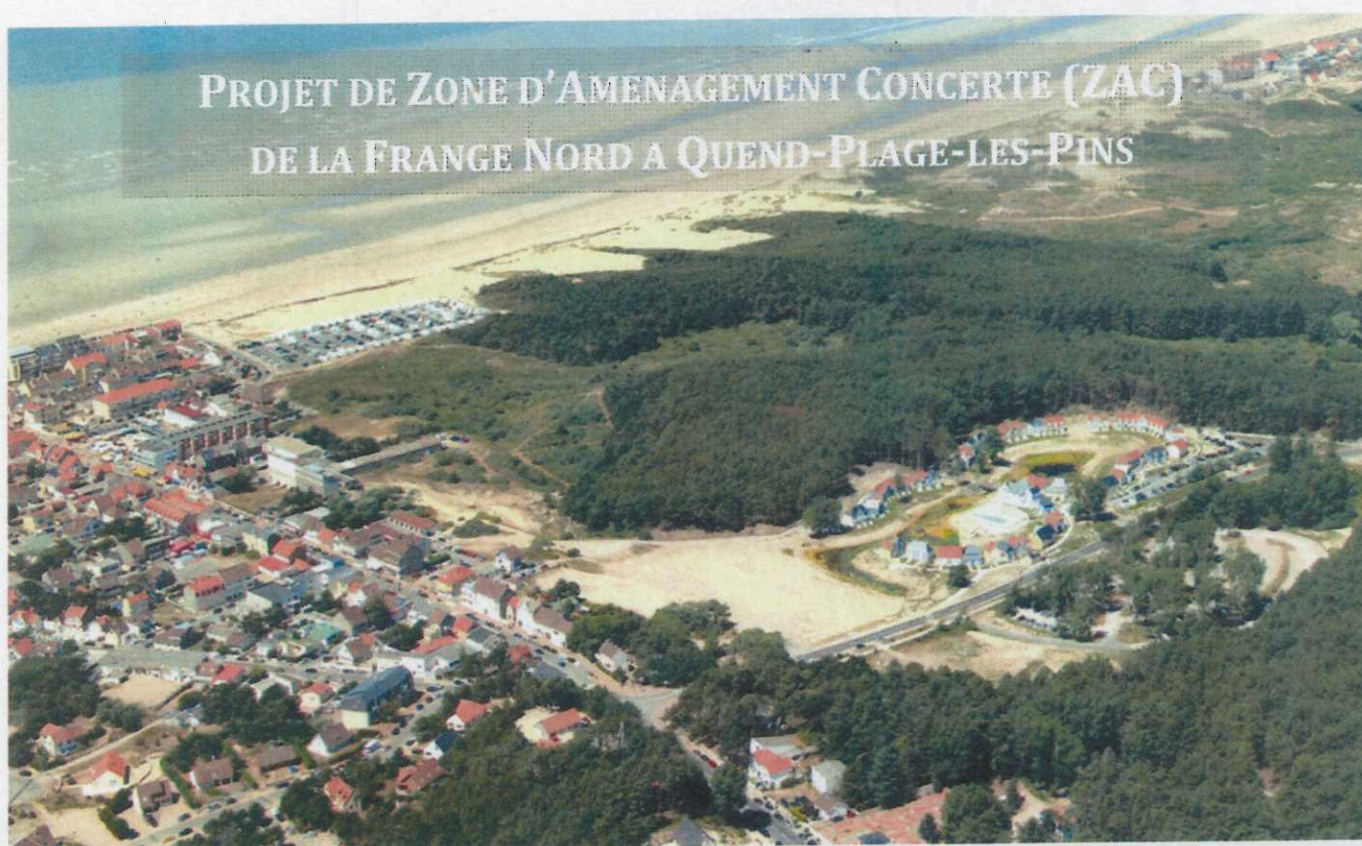 PROJET DE ZONE D'AMENAGEMENT CONCERTE (ZAC)
DE LA FRANGE NORD A QUEND-PLAGE-LES-PINS